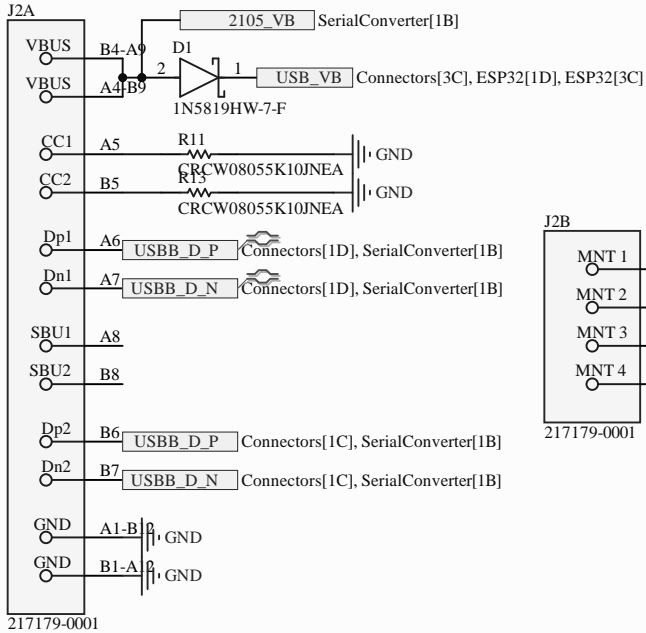 J2A
2105_VB SerialConverter[1B]
VBUS B4-A9
D1
2 1 USB_VB Connectors[3C], ESP32[1D], ESP32[3C]
VBUS A4-B9
1N5819HW-7-F
CC1 A5 R11 GND
CRCW08055K10JNEA
CC2 B5 R13 GND
CRCW08055K10JNEA
Dp1 A6 USBB_D_P Connectors[1D], SerialConverter[1B]
Dn1 A7 USBB_D_N Connectors[1D], SerialConverter[1B]
SBU1 A8
SBU2 B8
Dp2 B6 USBB_D_P Connectors[1C], SerialConverter[1B]
Dn2 B7 USBB_D_N Connectors[1C], SerialConverter[1B]
GND A1-B12 GND
GND B1-A12 GND
217179-0001
J2B
MNT 1
MNT 2
MNT 3
MNT 4
217179-0001